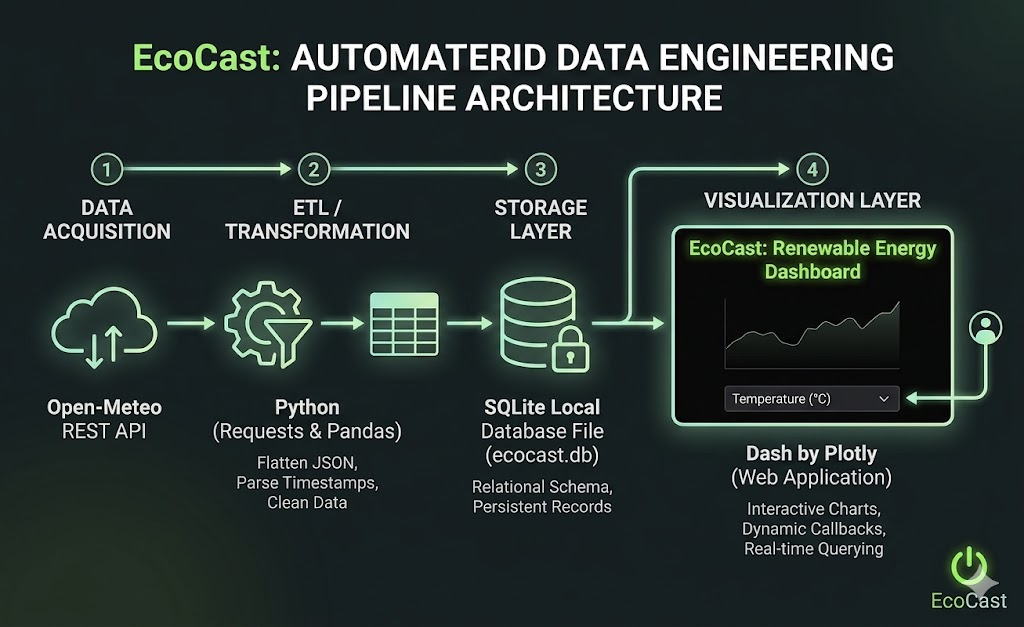 EcoCast: AUTOMATERID DATA ENGINEERING
PIPELINE ARCHITECTURE
1
2
3
4
DATA
ACQUISITION
ETL /
TRANSFORMATION
STORAGE
LAYER
VISUALIZATION LAYER
EcoCast: Renewable Energy
Dashboard
Temperature (°C)
Open-Meteo
REST API
Python
(Requests & Pandas)
Flatten JSON,
Parse Timestamps,
Clean Data
SQLite Local
Database File
(ecocast.db)
Relational Schema,
Persistent Records
Dash by Plotly
(Web Application)
Interactive Charts,
Dynamic Callbacks,
Real-time Querying
EcoCast